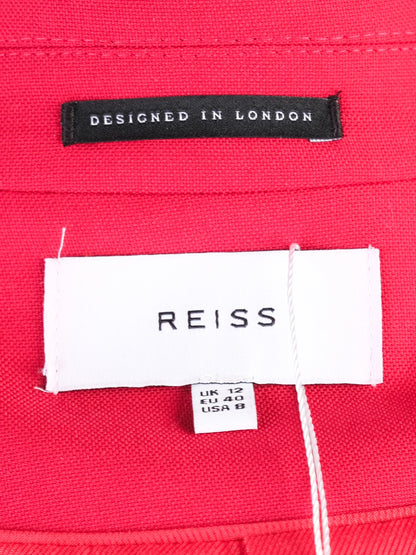 DESIGNED IN LONDON
REISS
UK 12
EU 40
USA 8